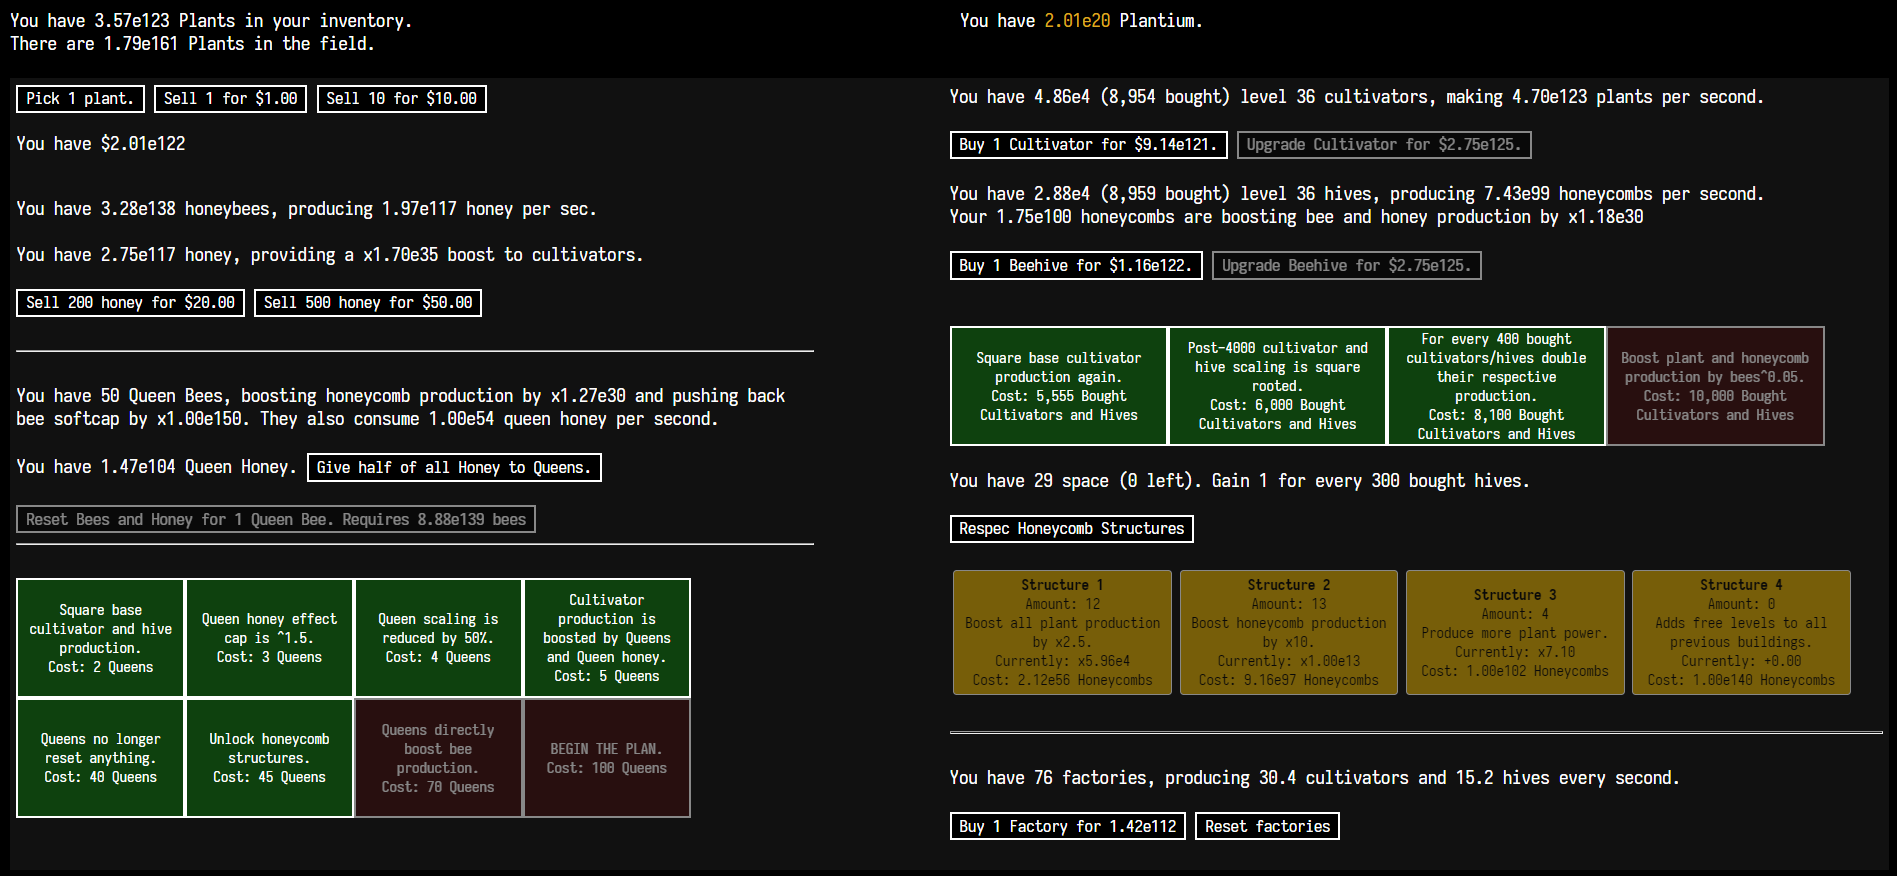 You have 3.57e123 Plants in your inventory.
There are 1.79e161 Plants in the field.
You have 2.01e20 Plantium.
Pick 1 plant.
Sell 1 for $1.00
Sell 10 for $10.00
You have $2.01e122
You have 3.28e138 honeybees, producing 1.97e117 honey per sec.
You have 2.75e117 honey, providing a x1.70e35 boost to cultivators.
Sell 200 honey for $20.00
Sell 500 honey for $50.00
You have 50 Queen Bees, boosting honeycomb production by x1.27e30 and pushing back
bee softcap by x1.00e150. They also consume 1.00e54 queen honey per second.
You have 1.47e104 Queen Honey.
Give half of all Honey to Queens.
Reset Bees and Honey for 1 Queen Bee. Requires 8.88e139 bees
Square base
cultivator and hive
production.
Cost: 2 Queens
Queen honey effect
cap is ^1.5.
Cost: 3 Queens
Queen scaling is
reduced by 50%.
Cost: 4 Queens
Cultivator
production is
boosted by Queens
and Queen honey.
Cost: 5 Queens
Queens no longer
reset anything.
Cost: 40 Queens
Unlock honeycomb
structures.
Cost: 45 Queens
Queens directly
boost bee
production.
Cost: 70 Queens
BEGIN THE PLAN.
Cost: 100 Queens
You have 4.86e4 (8,954 bought) level 36 cultivators, making 4.70e123 plants per second.
Buy 1 Cultivator for $9.14e121.
Upgrade Cultivator for $2.75e125.
You have 2.88e4 (8,959 bought) level 36 hives, producing 7.43e99 honeycombs per second.
Your 1.75e100 honeycombs are boosting bee and honey production by x1.18e30
Buy 1 Beehive for $1.16e122.
Upgrade Beehive for $2.75e125.
Square base cultivator
production again.
Cost: 5,555 Bought
Cultivators and Hives
Post-4000 cultivator and
hive scaling is square
rooted.
Cost: 6,000 Bought
Cultivators and Hives
For every 400 bought
cultivators/hives double
their respective
production.
Cost: 8,100 Bought
Cultivators and Hives
Boost plant and honeycomb
production by bees^0.05.
Cost: 10,000 Bought
Cultivators and Hives
You have 29 space (0 left). Gain 1 for every 300 bought hives.
Respec Honeycomb Structures
Structure 1
Amount: 12
Boost all plant production
by x2.5.
Currently: x5.96e4
Cost: 2.12e56 Honeycombs
Structure 2
Amount: 13
Boost honeycomb production
by x10.
Currently: x1.00e13
Cost: 9.16e97 Honeycombs
Structure 3
Amount: 4
Produce more plant power.
Currently: x7.10
Cost: 1.00e102 Honeycombs
Structure 4
Amount: 0
Adds free levels to all
previous buildings.
Currently: +0.00
Cost: 1.00e140 Honeycombs
You have 76 factories, producing 30.4 cultivators and 15.2 hives every second.
Buy 1 Factory for 1.42e112
Reset factories